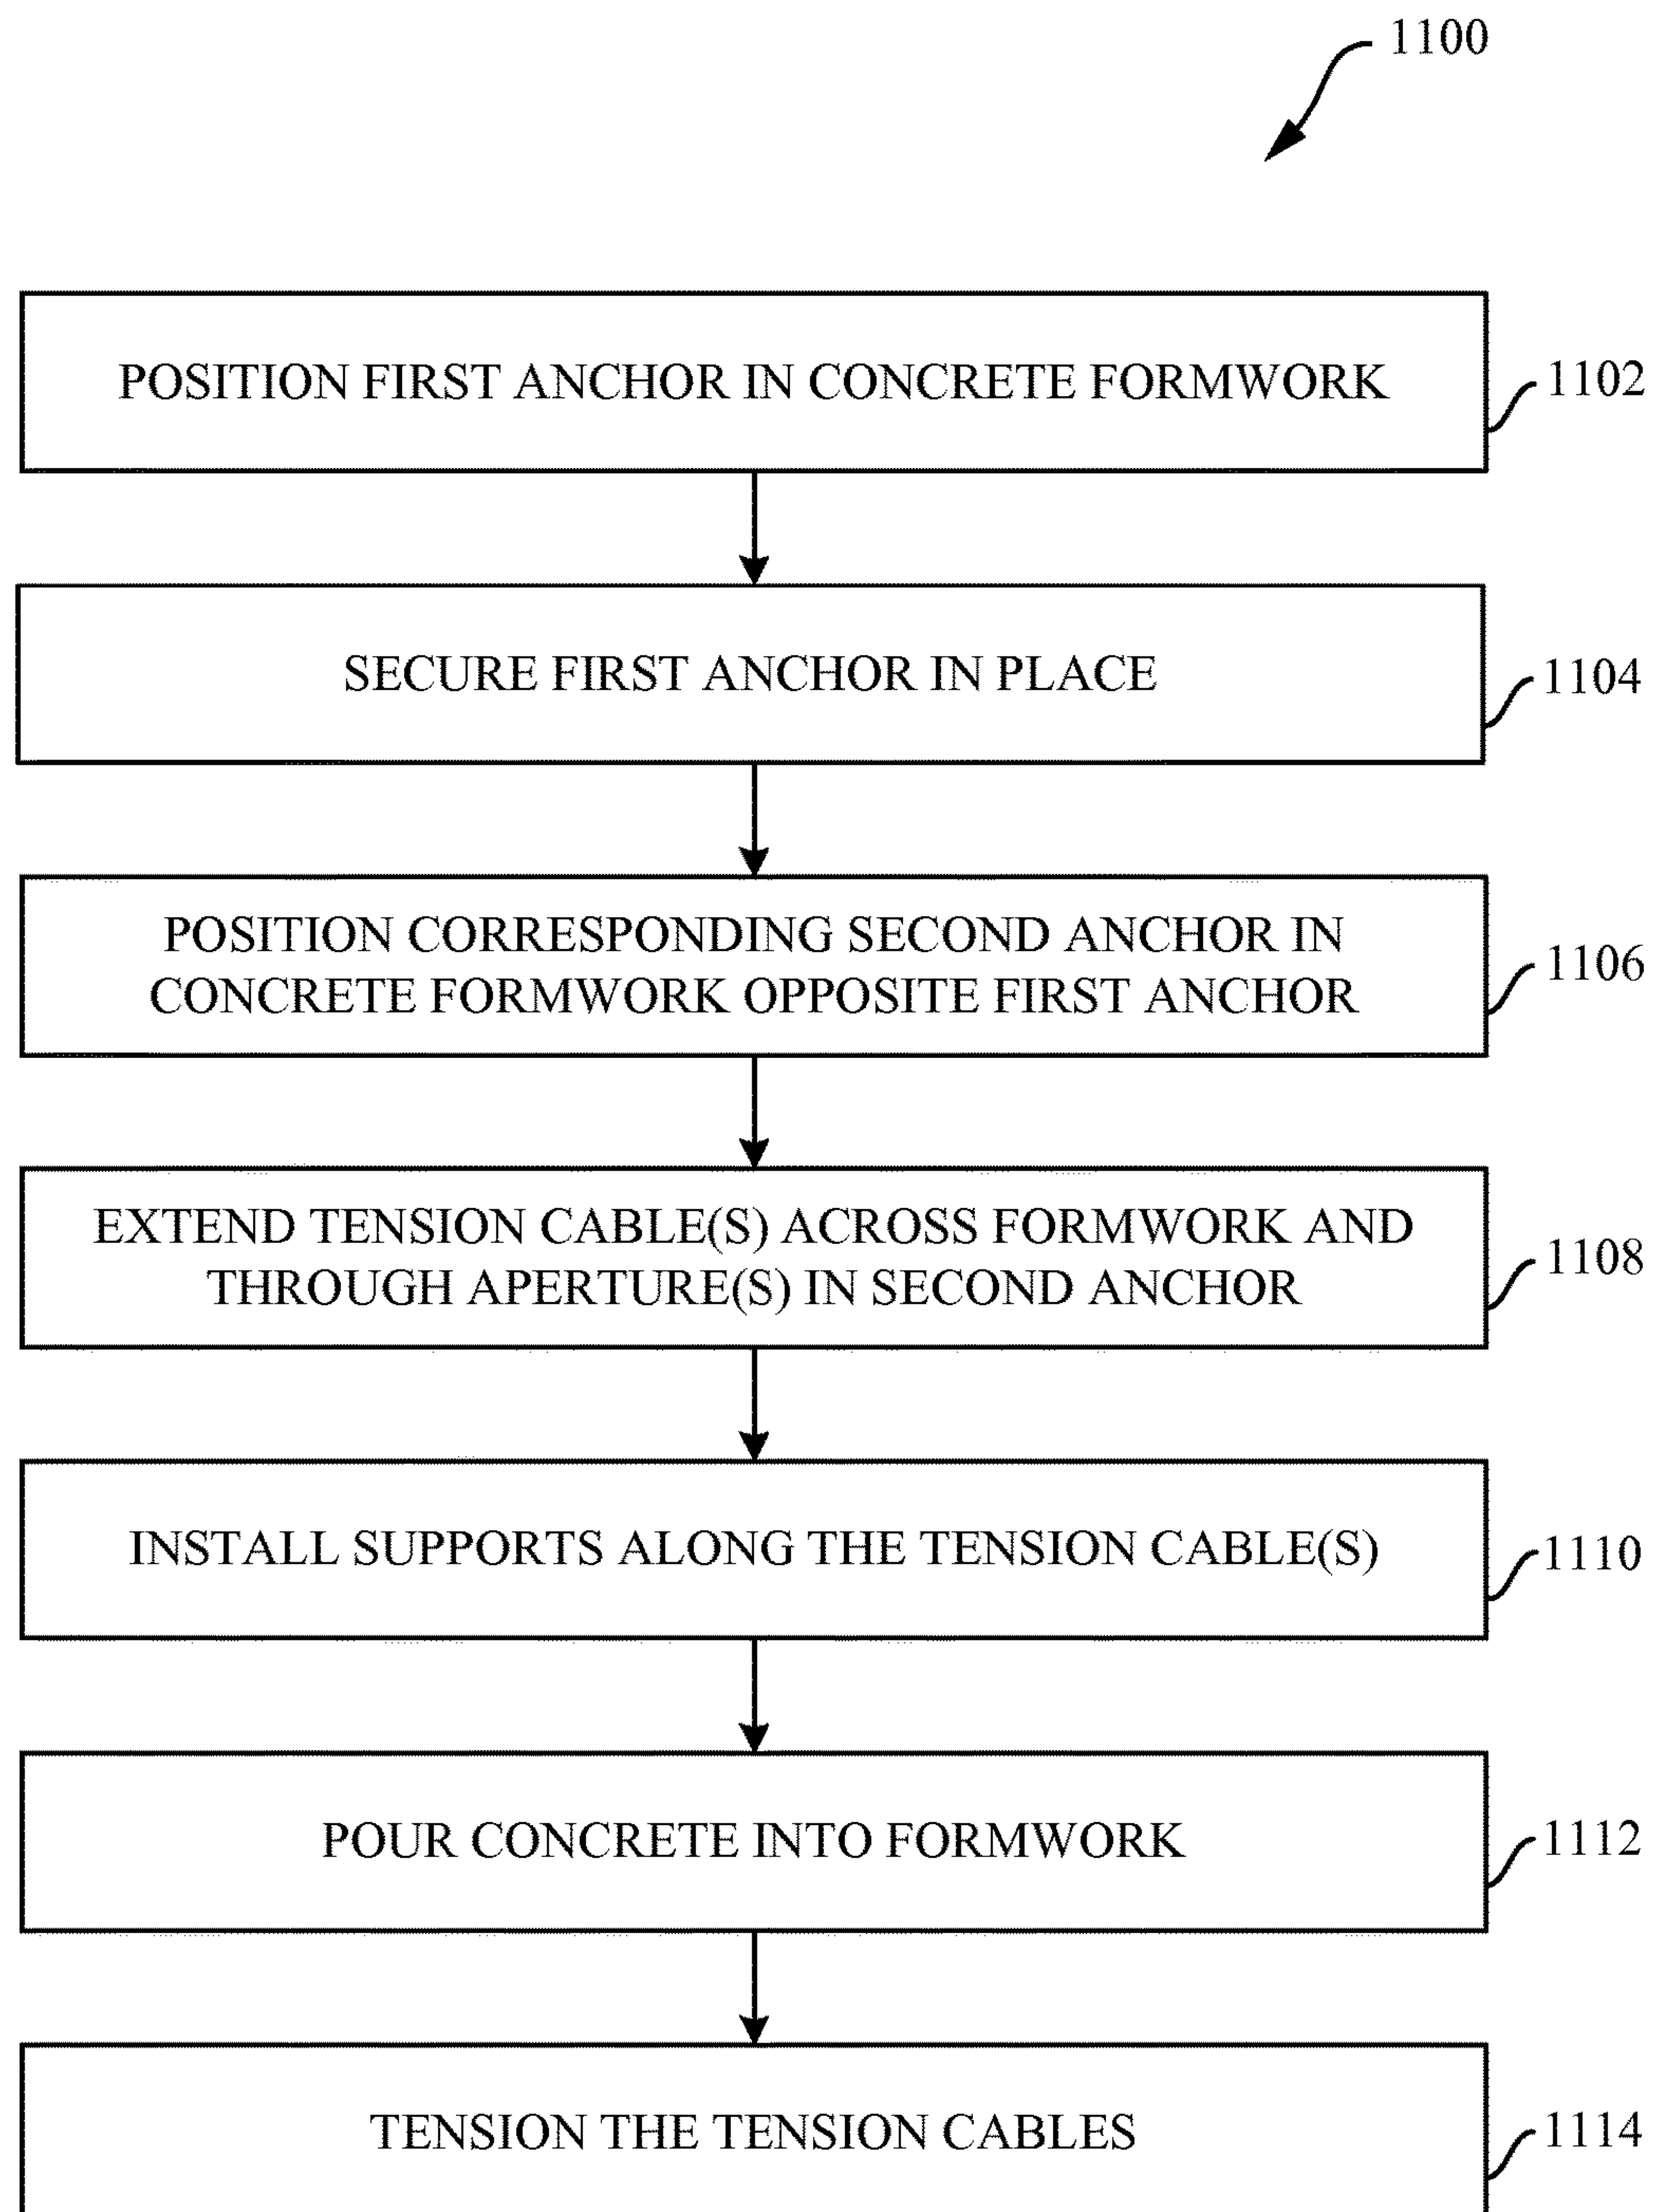 1100
POSITION FIRST ANCHOR IN CONCRETE FORMWORK
1102
SECURE FIRST ANCHOR IN PLACE
1104
POSITION CORRESPONDING SECOND ANCHOR IN
CONCRETE FORMWORK OPPOSITE FIRST ANCHOR
1106
EXTEND TENSION CABLE(S) ACROSS FORMWORK AND
THROUGH APERTURE(S) IN SECOND ANCHOR
1108
INSTALL SUPPORTS ALONG THE TENSION CABLE(S)
1110
POUR CONCRETE INTO FORMWORK
1112
TENSION THE TENSION CABLES
1114